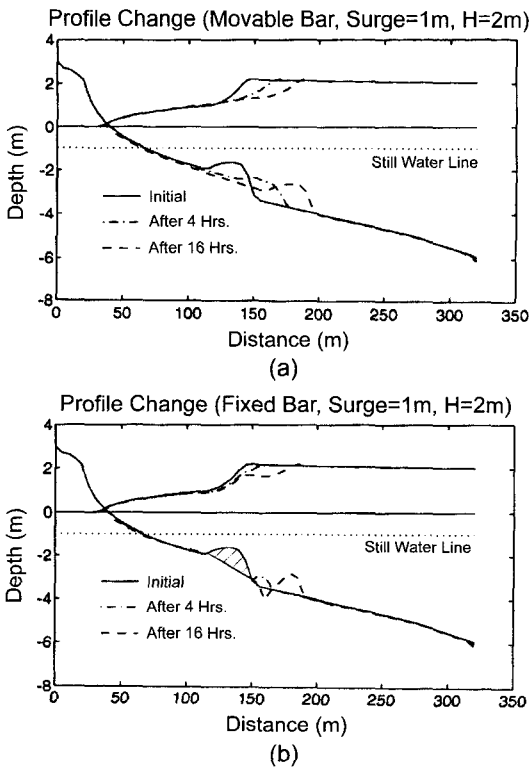 Profile Change (Movable Bar, Surge=1m, H=2m)
4
2
0
-2
-4
-6
-8
Depth (m)
Still Water Line
Initial
After 4 Hrs.
After 16 Hrs.
0 50 100 150 200 250 300 350
Distance (m)
(a)
Profile Change (Fixed Bar, Surge=1m, H=2m)
4
2
0
-2
-4
-6
-8
Depth (m)
Still Water Line
Initial
After 4 Hrs.
After 16 Hrs.
0 50 100 150 200 250 300 350
Distance (m)
(b)